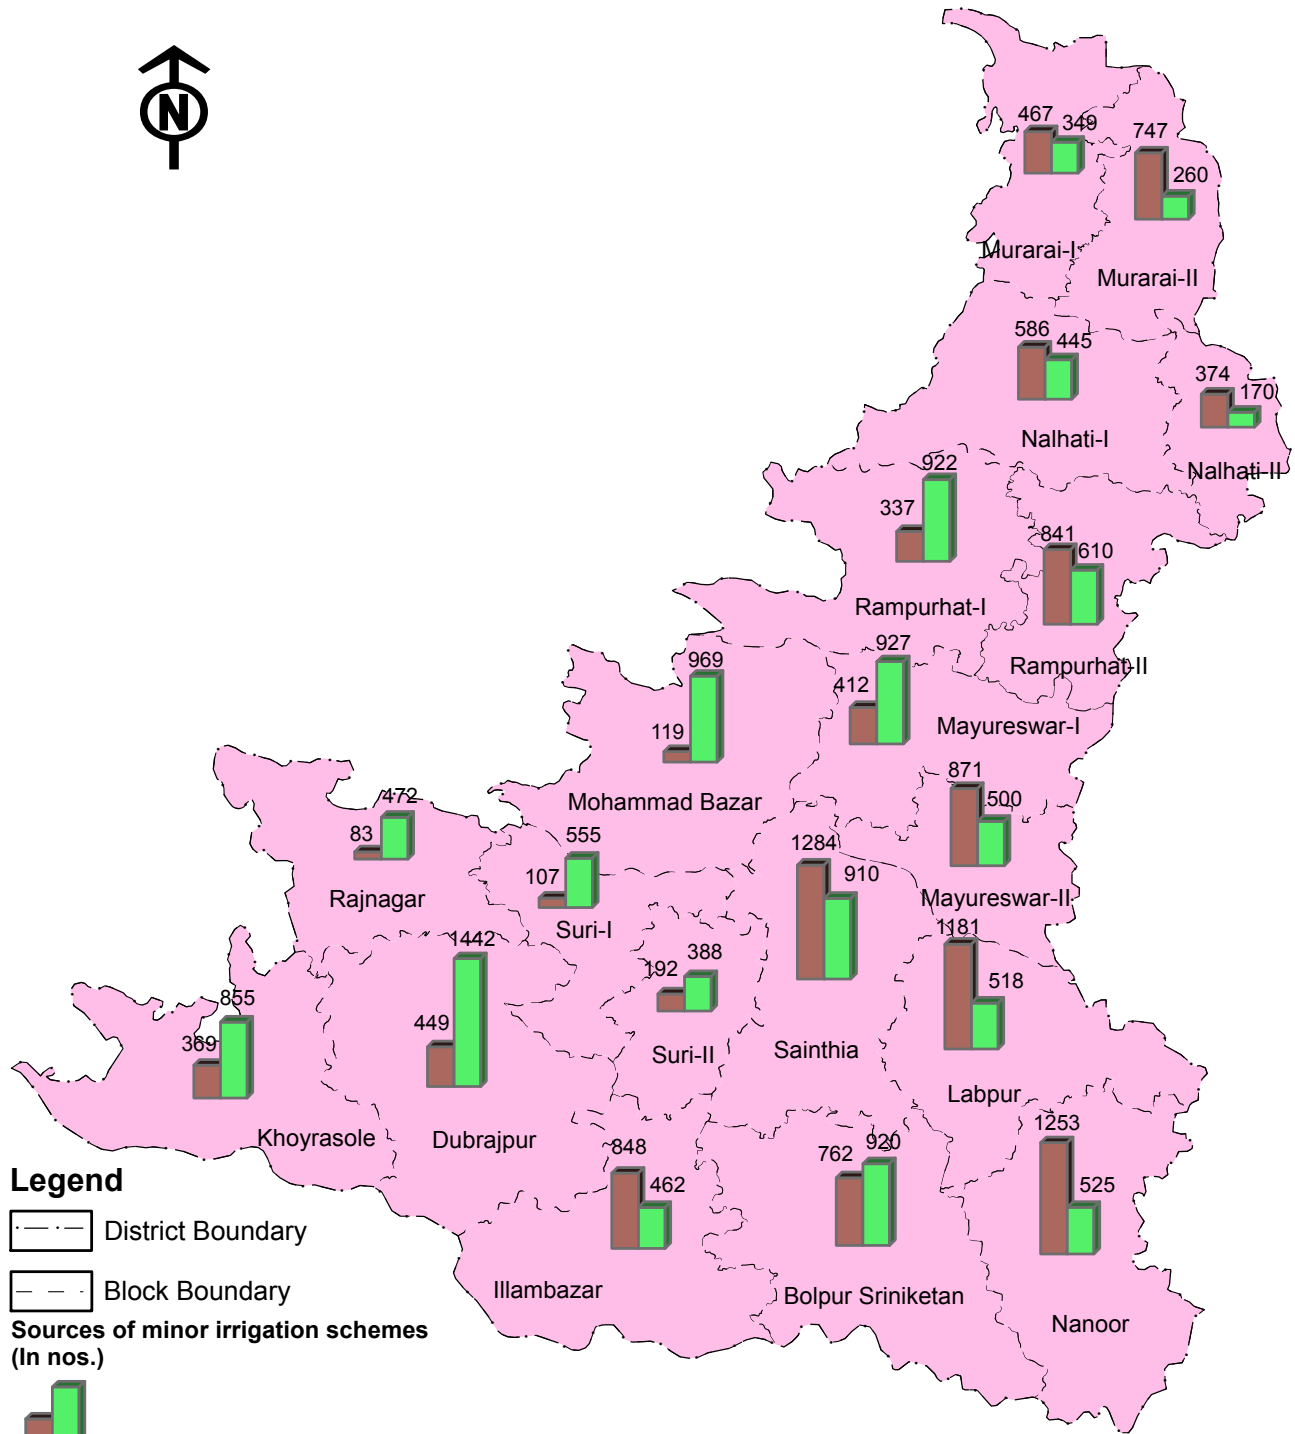 N
467 349
747
260
Murarai-I
Murarai-II
586 445
374
170
Nalhati-I
Nalhati-II
922
337
841
610
Rampurhat-I
Rampurhat-II
927
969
412
119
Mayureswar-I
871
500
Mohammad Bazar
472
83
555
1284
107
910
Rajnagar
Mayureswar-II
Suri-I
1181
1442
388
192
518
855
449
369
Suri-II
Sainthia
Labpur
Khoyrasole
Dubrajpur
1253
848
762 920
462
525
Legend
District Boundary
Block Boundary
Illambazar
Bolpur Sriniketan
Nanoor
Sources of minor irrigation schemes
(In nos.)